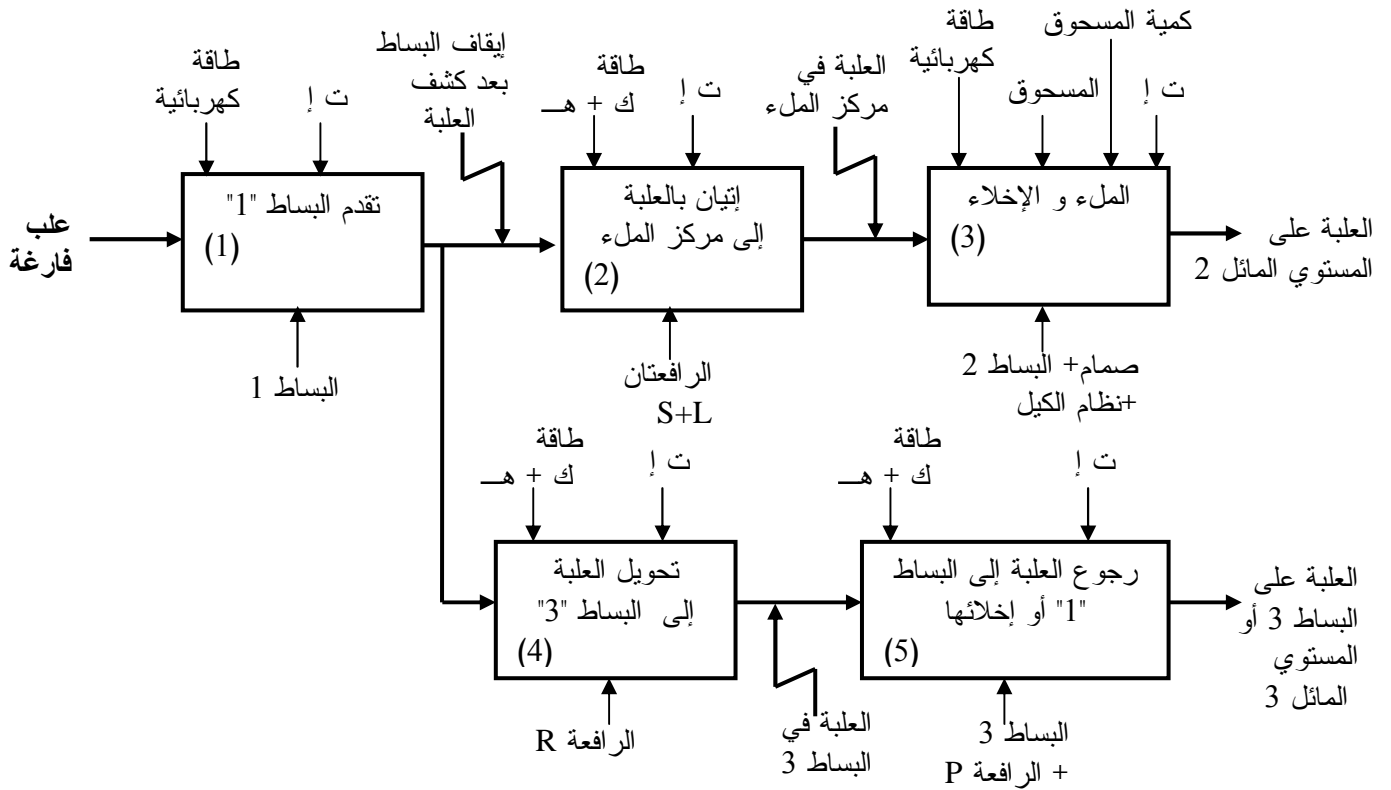 طاقة
كهربائية
ت إ
إيقاف البساط
بعد كشف
العلبة
طاقة
ك + هـ
ت إ
العلبة في
مركز الملء
طاقة
كهربائية
المسحوق
كمية المسحوق
ت إ
علب
فارغة
تقدم البساط "1"
(1)
إتيان بالعلبة
إلى مركز الملء
(2)
الملء و الإخلاء
(3)
العلبة على
المستوي المائل 2
البساط 1
الرافعتان
S+L
صمام+ البساط 2
+نظام الكيل
طاقة
ك + هـ
ت إ
طاقة
ك + هـ
ت إ
تحويل العلبة
إلى البساط "3"
(4)
رجوع العلبة إلى البساط
"1" أو إخلائها
(5)
العلبة على
البساط 3 أو
المستوي
المائل 3
الرافعة R
العلبة في
البساط 3
البساط 3
+ الرافعة P